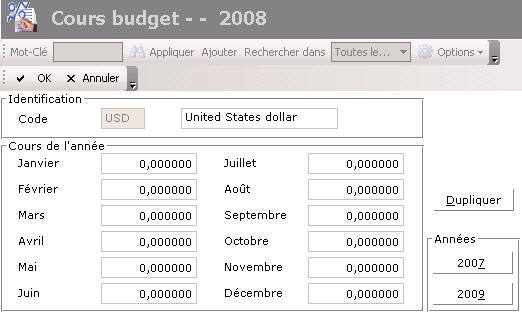 Cours budget - -  2008
Mot-Clé Appliquer Ajouter Rechercher dans Toutes le... Options
OK Annuler
Identification
Code USD United States dollar
Cours de l'année
Janvier 0,000000 Juillet 0,000000
Février 0,000000 Août 0,000000
Mars 0,000000 Septembre 0,000000
Avril 0,000000 Octobre 0,000000
Mai 0,000000 Novembre 0,000000
Juin 0,000000 Décembre 0,000000
Dupliquer
Années
2007
2009